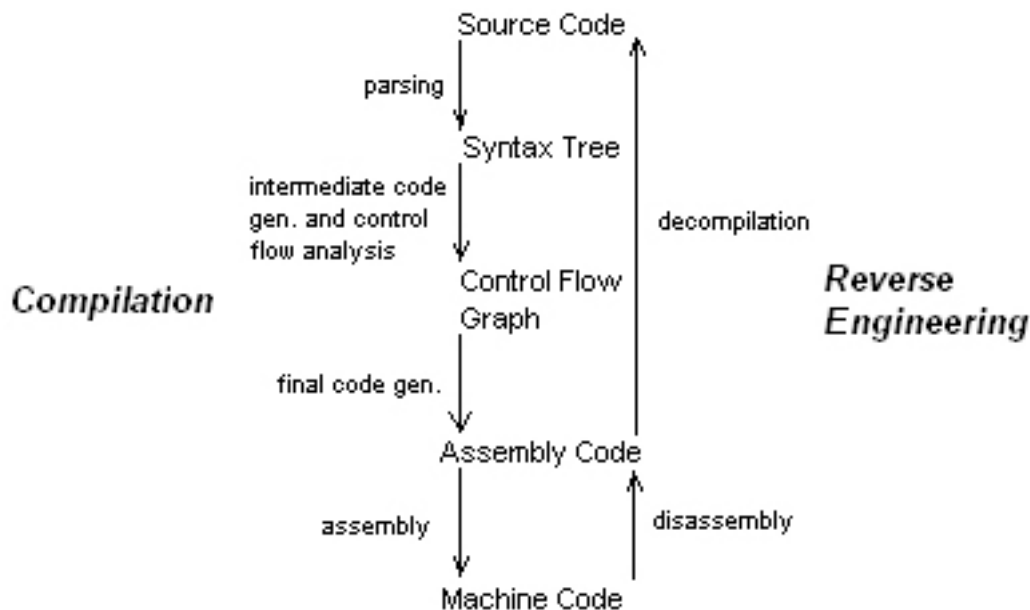 Source Code
parsing
Syntax Tree
intermediate code
gen. and control
flow analysis
decompilation
Compilation
Control Flow
Graph
Reverse
Engineering
final code gen.
Assembly Code
assembly
disassembly
Machine Code